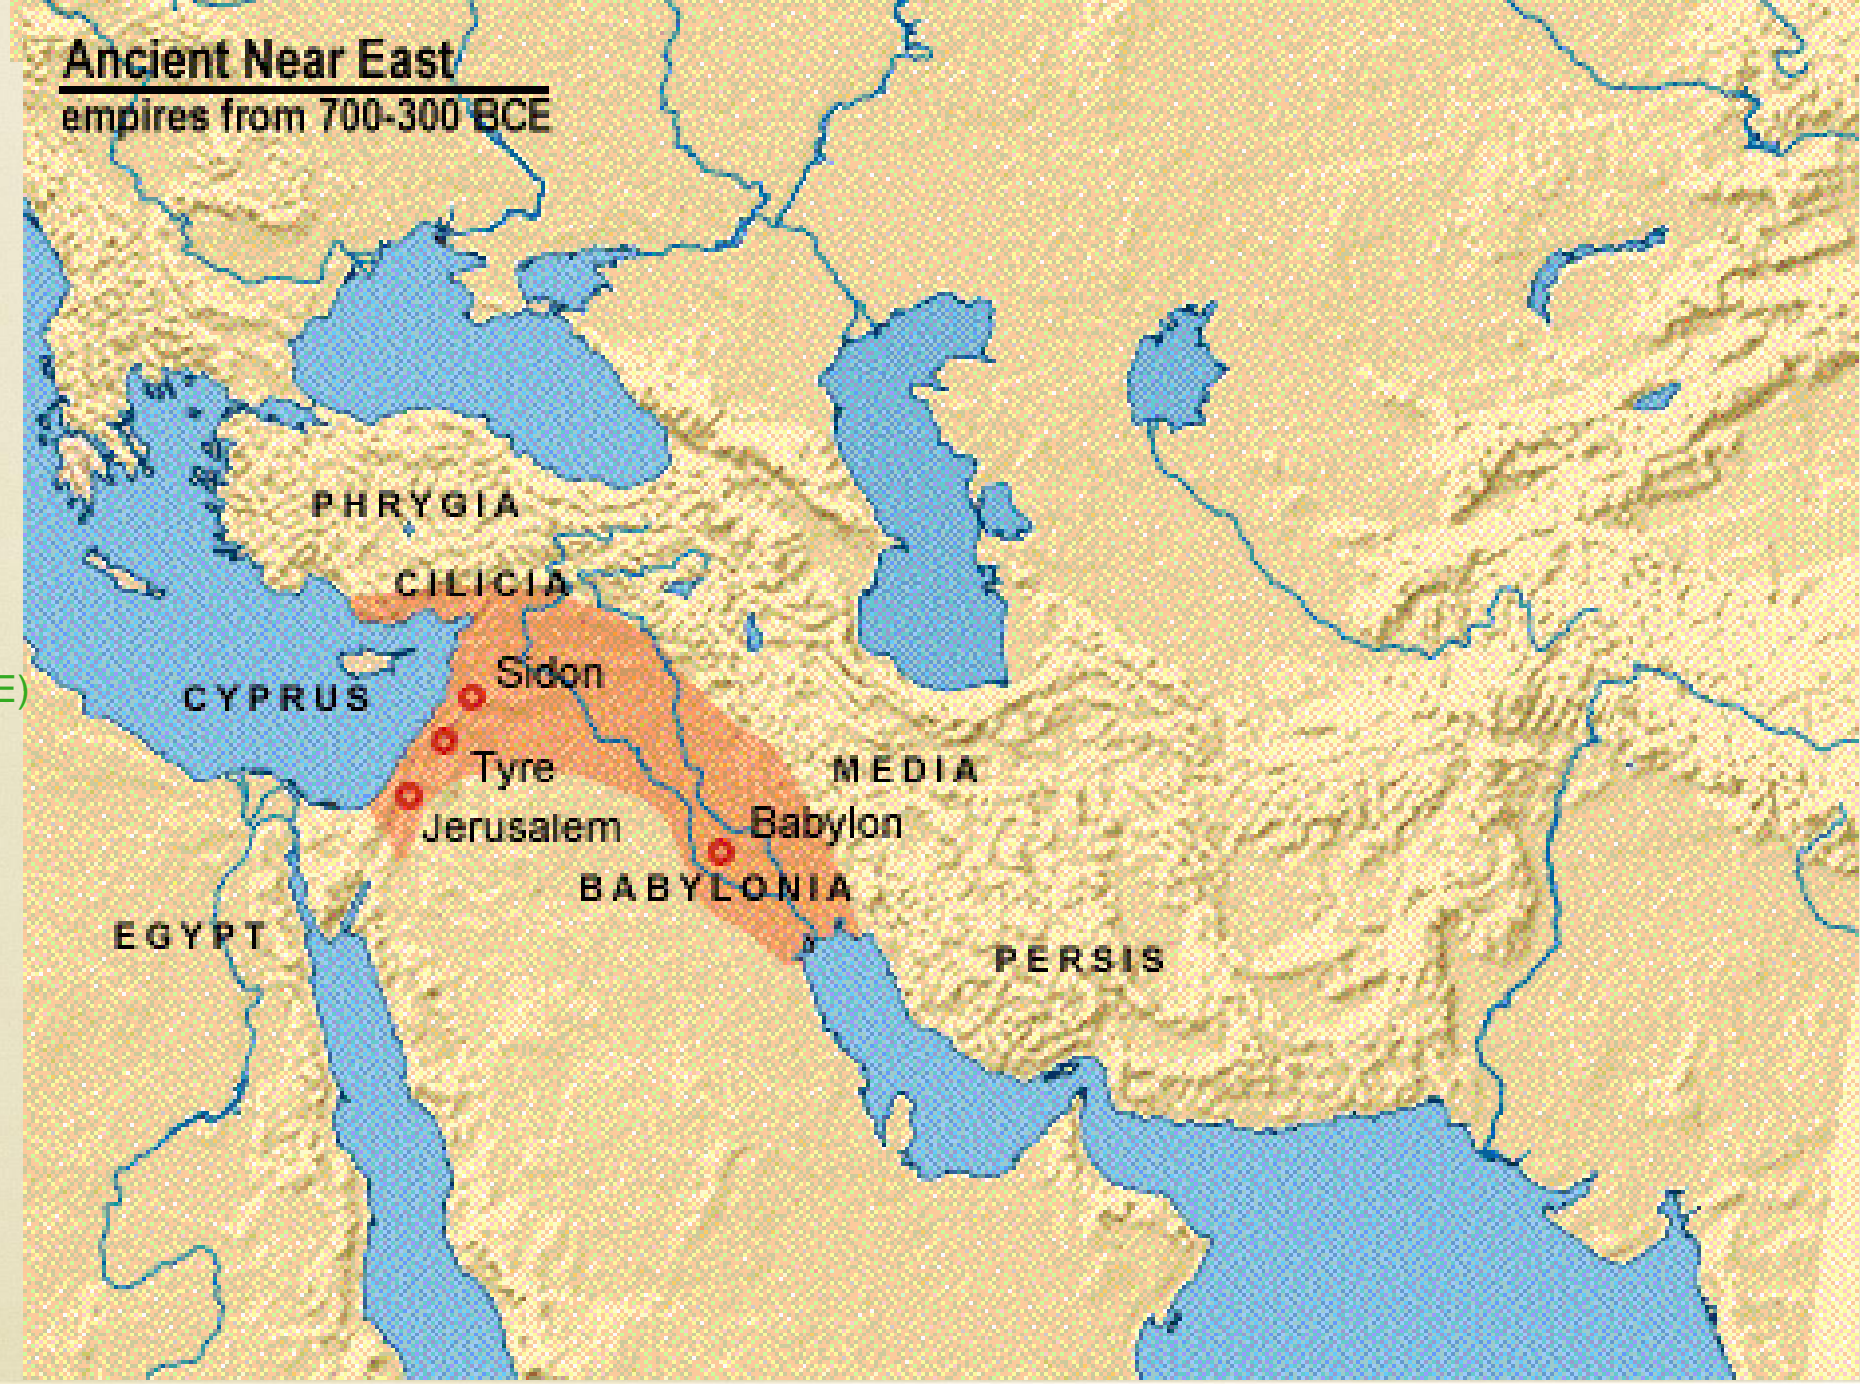 Ancient Near East
empires from 700-300 BCE
PHRYGIA
CILICIA
Sidon
E)
CYPRUS
Tyre
MEDIA
Jerusalem
Babylon
BABYLONIA
EGYPT
PERSIS